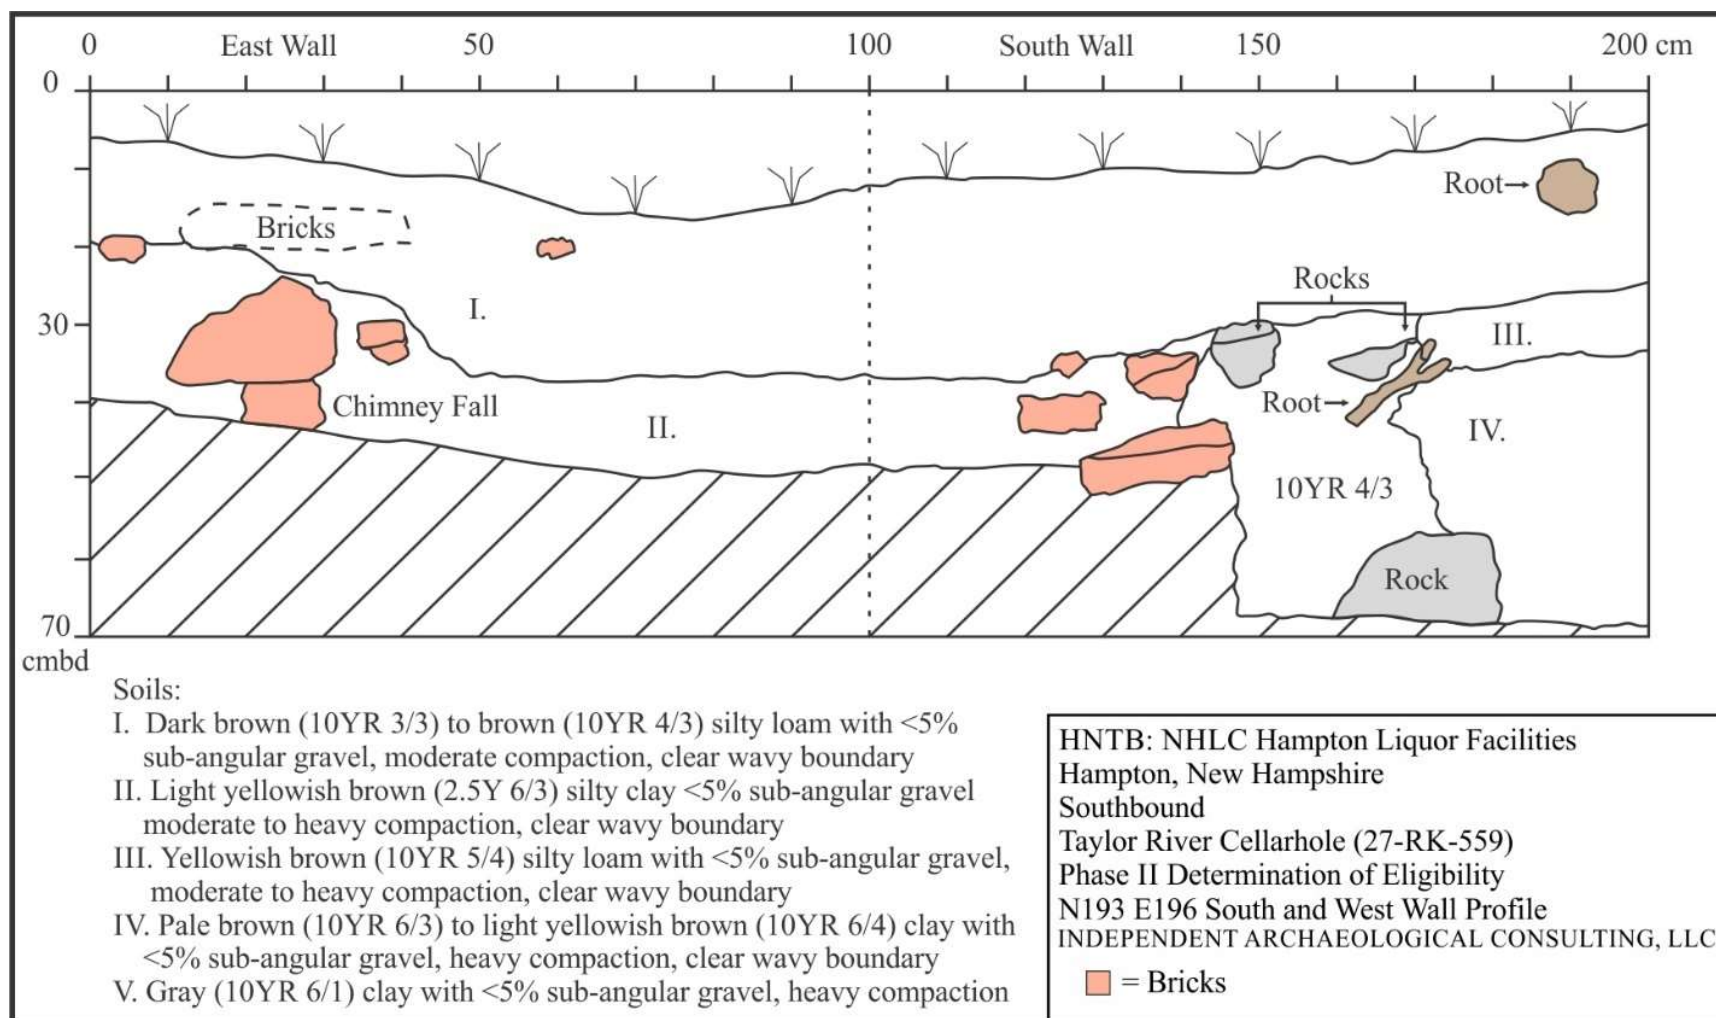 0 East Wall 50 100 South Wall 150 200 cm
0
Root
Bricks
Rocks
I.
30
III.
Root
Chimney Fall
II.
IV.
10YR 4/3
Rock
70
cmbd
Soils:
I. Dark brown (10YR 3/3) to brown (10YR 4/3) silty loam with <5%
sub-angular gravel, moderate compaction, clear wavy boundary
II. Light yellowish brown (2.5Y 6/3) silty clay <5% sub-angular gravel
moderate to heavy compaction, clear wavy boundary
III. Yellowish brown (10YR 5/4) silty loam with <5% sub-angular gravel,
moderate to heavy compaction, clear wavy boundary
IV. Pale brown (10YR 6/3) to light yellowish brown (10YR 6/4) clay with
<5% sub-angular gravel, heavy compaction, clear wavy boundary
V. Gray (10YR 6/1) clay with <5% sub-angular gravel, heavy compaction
HNTB: NHLC Hampton Liquor Facilities
Hampton, New Hampshire
Southbound
Taylor River Cellarhole (27-RK-559)
Phase II Determination of Eligibility
N193 E196 South and West Wall Profile
INDEPENDENT ARCHAEOLOGICAL CONSULTING, LLC
= Bricks